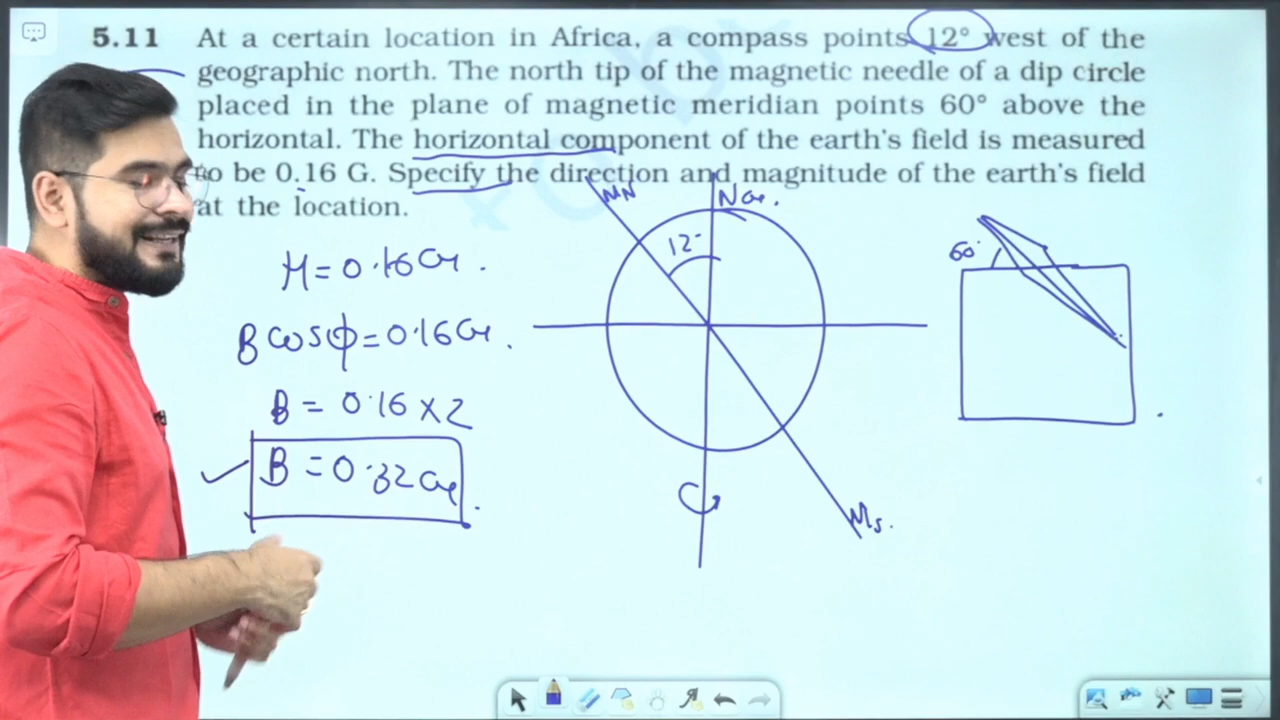 5.11 At a certain location in Africa, a compass points 12° west of the
geographic north. The north tip of the magnetic needle of a dip circle
placed in the plane of magnetic meridian points 60° above the
horizontal. The horizontal component of the earth's field is measured
to be 0.16 G. Specify the direction and magnitude of the earth's field
at the location.
MN
NG.
12°
60°
H = 0.16G.
B cosϕ = 0.16G.
B = 0.16 × 2
B = 0.32G.
Ms.